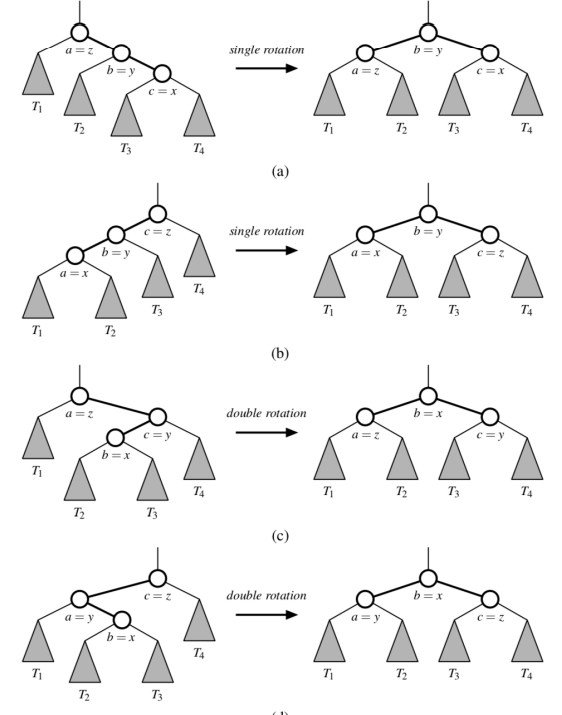 a = z
b = y
c = x
T1
T2
T3
T4
single rotation
b = y
a = z
c = x
T1
T2
T3
T4
(a)
c = z
b = y
a = x
T4
T3
T1
T2
single rotation
b = y
a = x
c = z
T1
T2
T3
T4
(b)
a = z
c = y
b = x
T1
T4
T2
T3
double rotation
b = x
a = z
c = y
T1
T2
T3
T4
(c)
c = z
a = y
b = x
T4
T1
T2
T3
double rotation
b = x
a = y
c = z
T1
T2
T3
T4
(d)